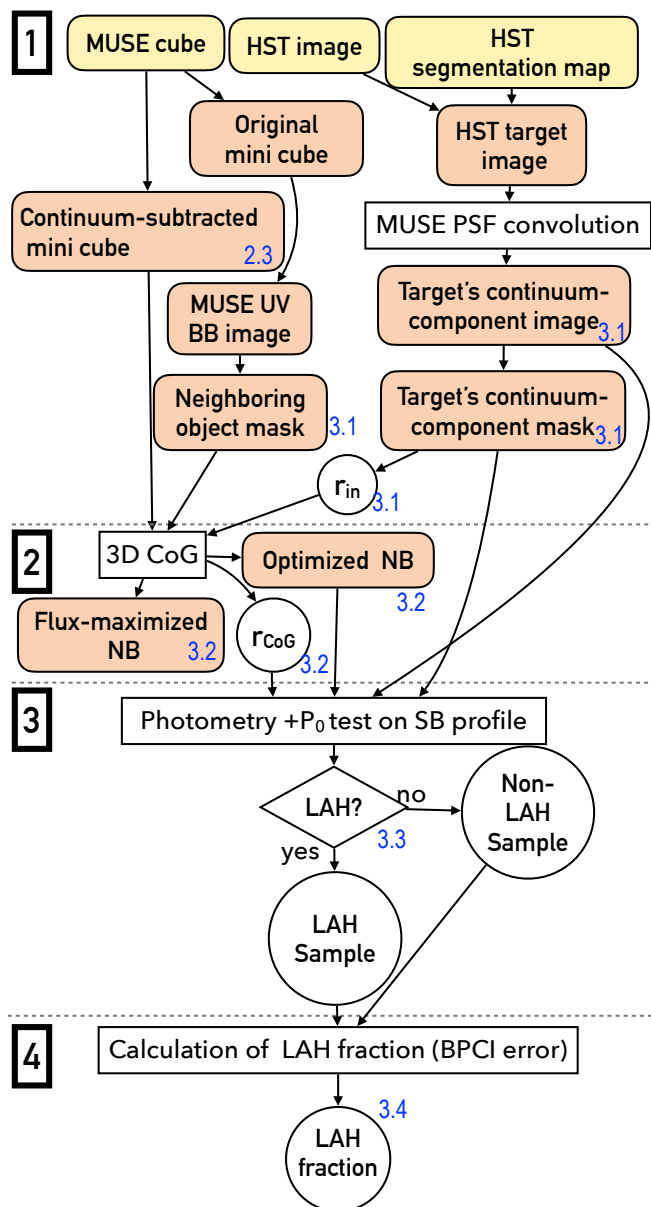 1
MUSE cube
HST image
HST
segmentation map
Original
mini cube
HST target
image
Continuum-subtracted
mini cube
2.3
MUSE PSF convolution
MUSE UV
BB image
Target's continuum-
component image
3.1
Neighboring
object mask
3.1
Target's continuum-
component mask
3.1
rin
3.1
2
3D CoG
Optimized NB
3.2
Flux-maximized
NB
3.2
rCoG
3.2
3
Photometry +P0 test on SB profile
LAH?
no
3.3
yes
Non-
LAH
Sample
LAH
Sample
4
Calculation of LAH fraction (BPCI error)
3.4
LAH
fraction